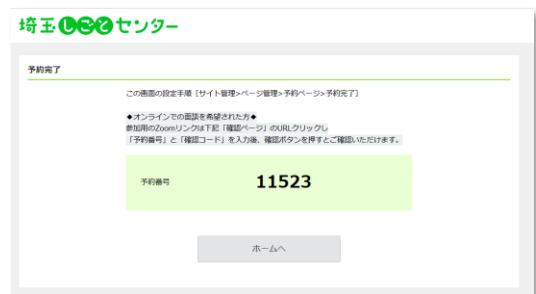 埼玉しごとセンター
予約完了
この画面の設定手順 [サイト管理>ページ管理>予約ページ>予約完了]
◆オンラインでの面談を希望された方◆
参加用のZoomリンクは下記「確認ページ」のURLクリックし
「予約番号」と「確認コード」を入力後、確認ボタンを押すとご確認いただけます。
予約番号 11523
ホームへ